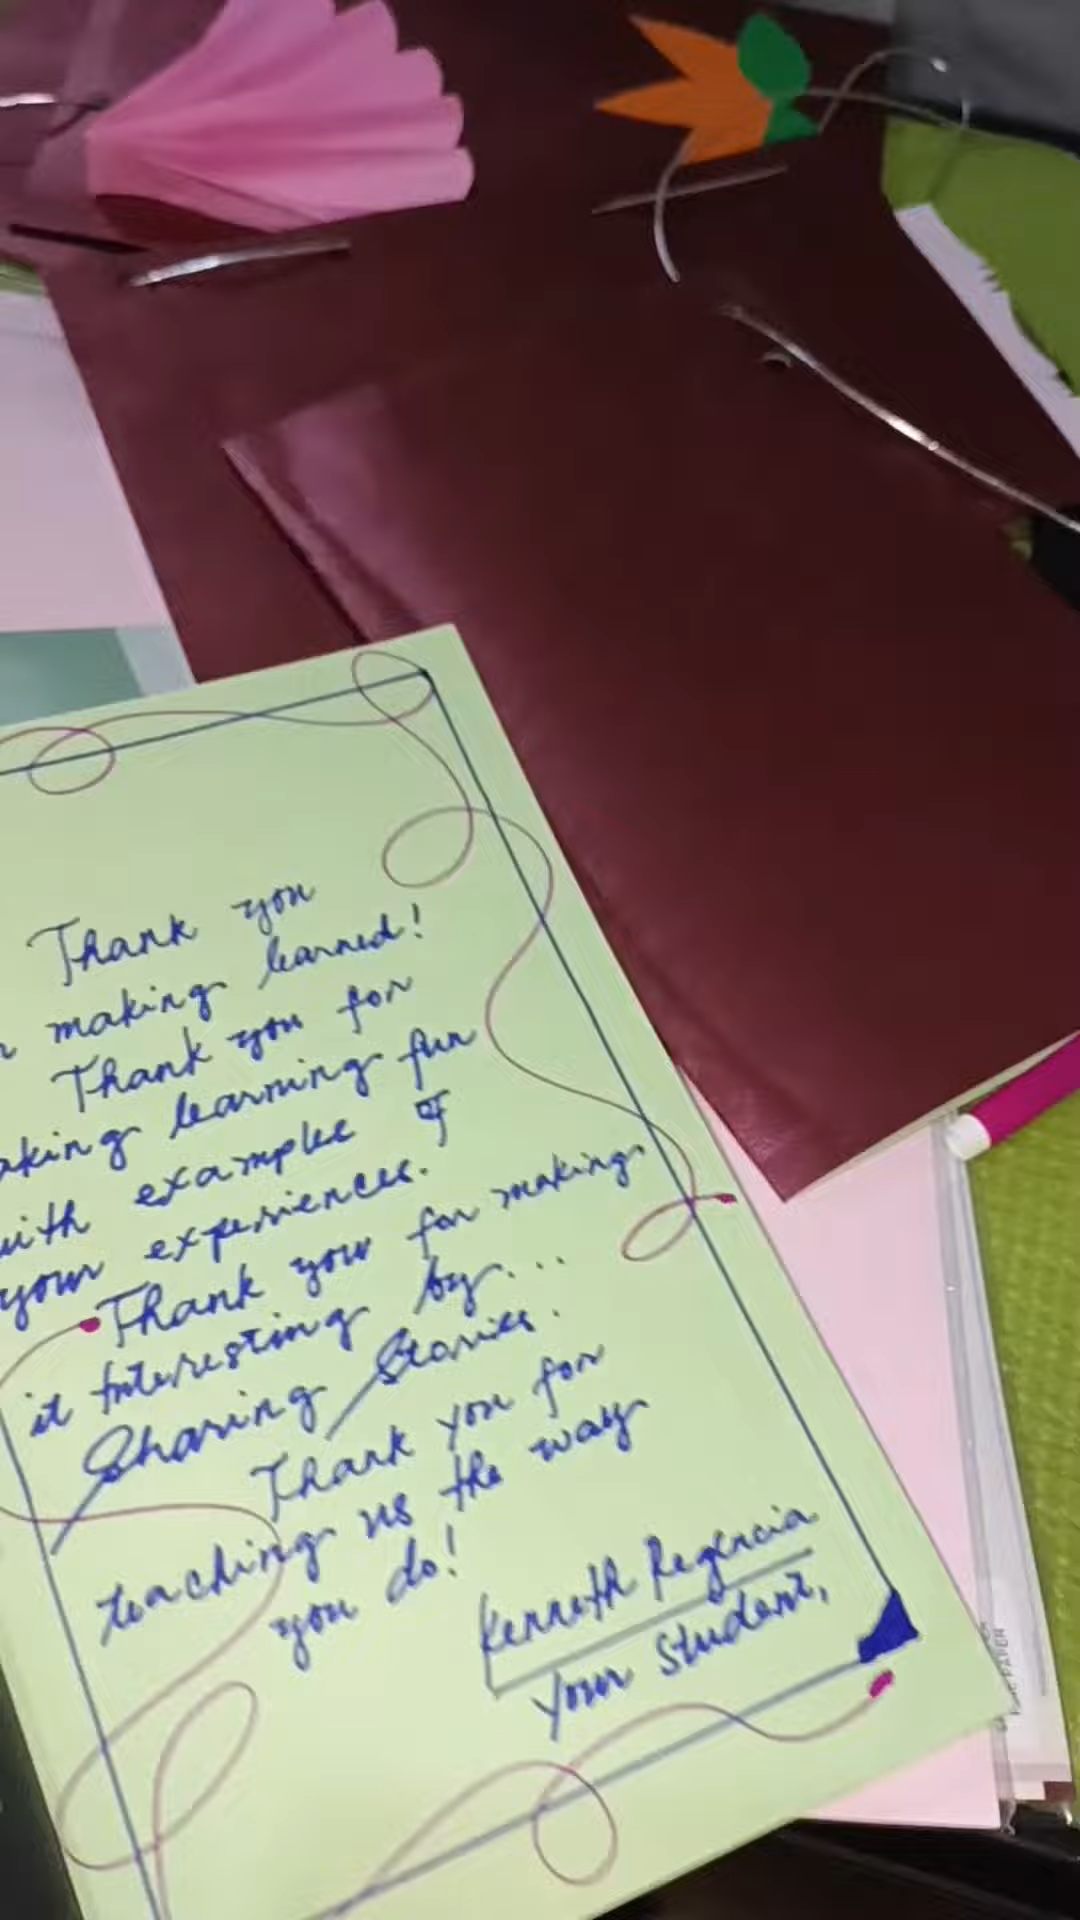 Thank you
making learned!
Thank you for
aking learning fun
with example of
your experiences.
Thank you for making
it Interesting by...
Sharing Stories.
Thank you for
teaching us the way
you do!
Kenneth Regencia
Your Student,
PAPER